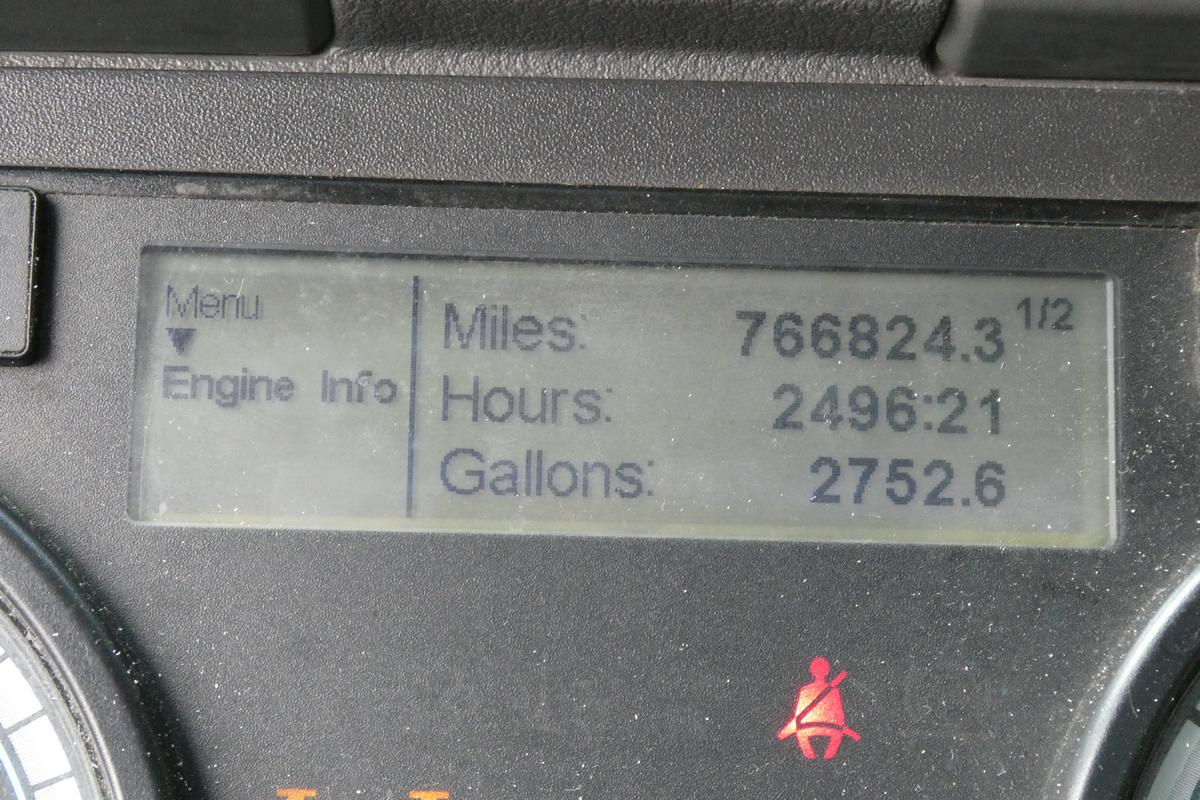 Menu
▼
Engine Info
Miles: 766824.3 1/2
Hours: 2496:21
Gallons: 2752.6